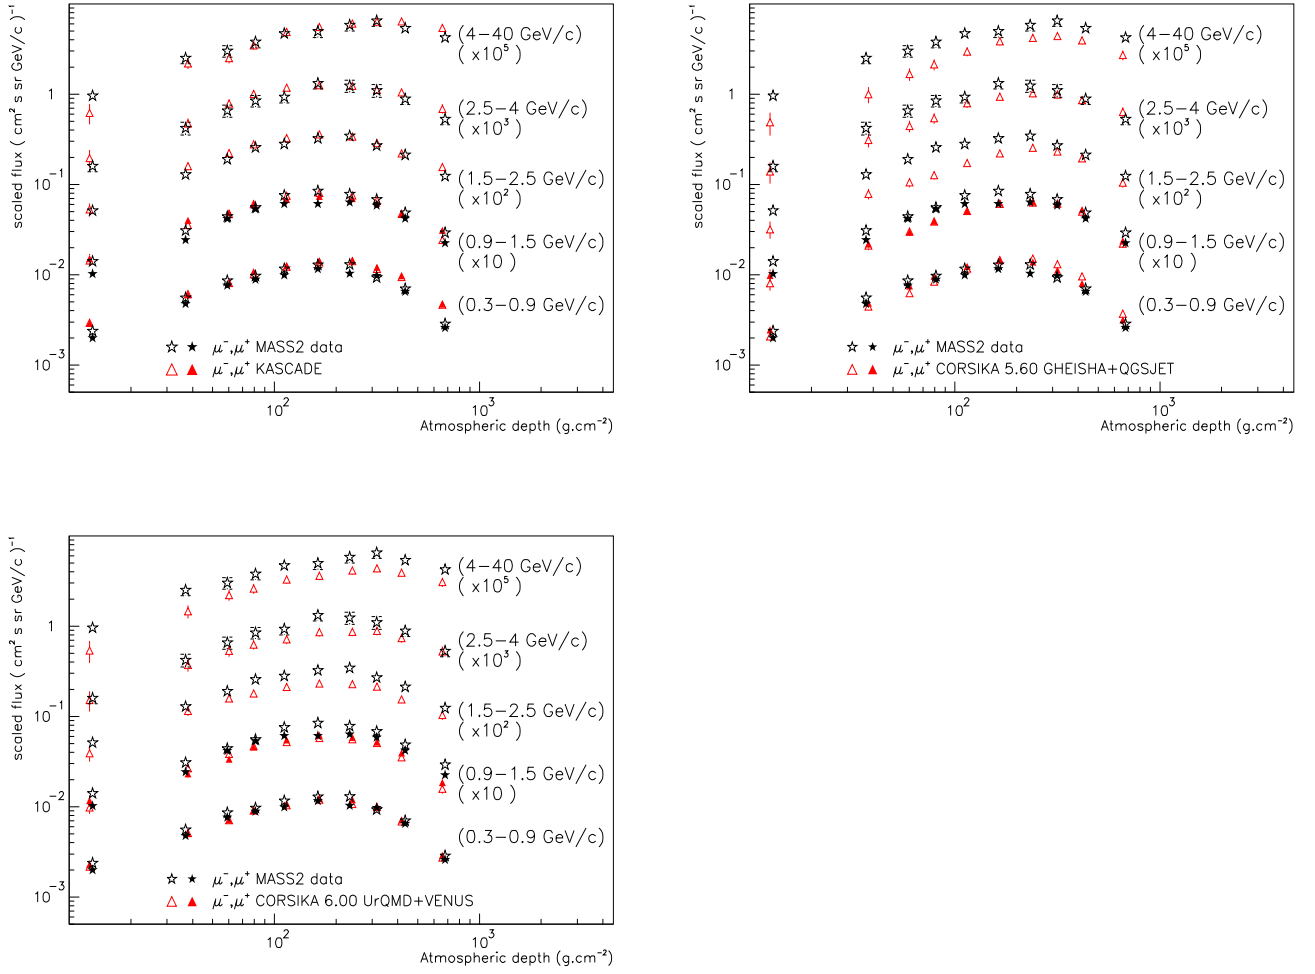 scaled flux ( cm² s sr GeV/c )⁻¹
1
10⁻¹
10⁻²
10⁻³
(4−40 GeV/c)
( x10⁵ )
(2.5−4 GeV/c)
( x10³ )
(1.5−2.5 GeV/c)
( x10² )
(0.9−1.5 GeV/c)
( x10 )
(0.3−0.9 GeV/c)
μ⁻,μ⁺ MASS2 data
μ⁻,μ⁺ KASCADE
10²
10³
Atmospheric depth (g.cm⁻²)
scaled flux ( cm² s sr GeV/c )⁻¹
1
10⁻¹
10⁻²
10⁻³
(4−40 GeV/c)
( x10⁵ )
(2.5−4 GeV/c)
( x10³ )
(1.5−2.5 GeV/c)
( x10² )
(0.9−1.5 GeV/c)
( x10 )
(0.3−0.9 GeV/c)
μ⁻,μ⁺ MASS2 data
μ⁻,μ⁺ CORSIKA 5.60 GHEISHA+QGSJET
10²
10³
Atmospheric depth (g.cm⁻²)
scaled flux ( cm² s sr GeV/c )⁻¹
1
10⁻¹
10⁻²
10⁻³
(4−40 GeV/c)
( x10⁵ )
(2.5−4 GeV/c)
( x10³ )
(1.5−2.5 GeV/c)
( x10² )
(0.9−1.5 GeV/c)
( x10 )
(0.3−0.9 GeV/c)
μ⁻,μ⁺ MASS2 data
μ⁻,μ⁺ CORSIKA 6.00 UrQMD+VENUS
10²
10³
Atmospheric depth (g.cm⁻²)